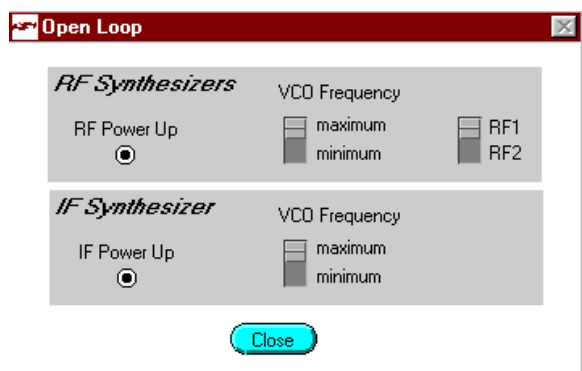 Open Loop
RF Synthesizers
VCO Frequency
RF Power Up
maximum
minimum
RF1
RF2
IF Synthesizer
VCO Frequency
IF Power Up
maximum
minimum
Close